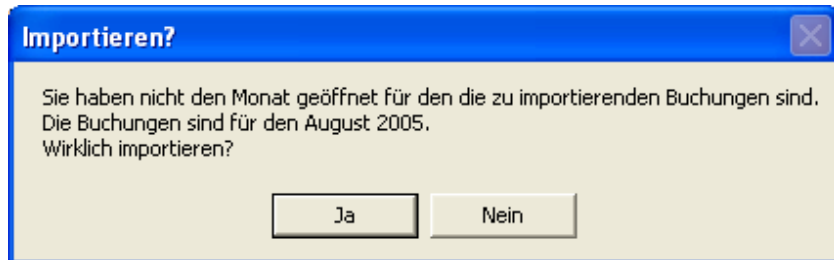 Importieren?
Sie haben nicht den Monat geöffnet für den die zu importierenden Buchungen sind.
Die Buchungen sind für den August 2005.
Wirklich importieren?
Ja
Nein